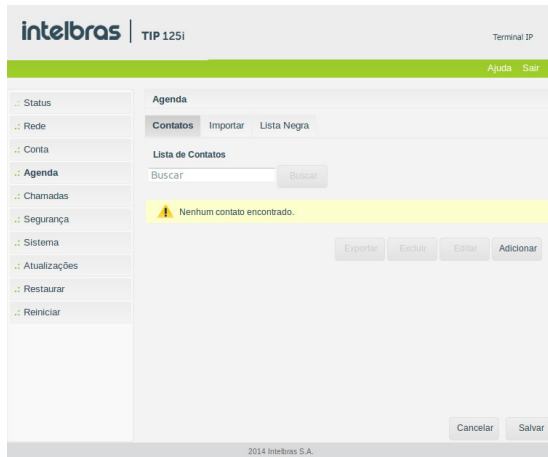 intelbras TIP 125i
Terminal IP
Ajuda Sair
.: Status
.: Rede
.: Conta
.: Agenda
.: Chamadas
.: Segurança
.: Sistema
.: Atualizações
.: Restaurar
.: Reiniciar
Agenda
Contatos Importar Lista Negra
Lista de Contatos
Buscar Buscar
Nenhum contato encontrado.
Exportar Excluir Editar Adicionar
Cancelar Salvar
2014 Intelbras S.A.